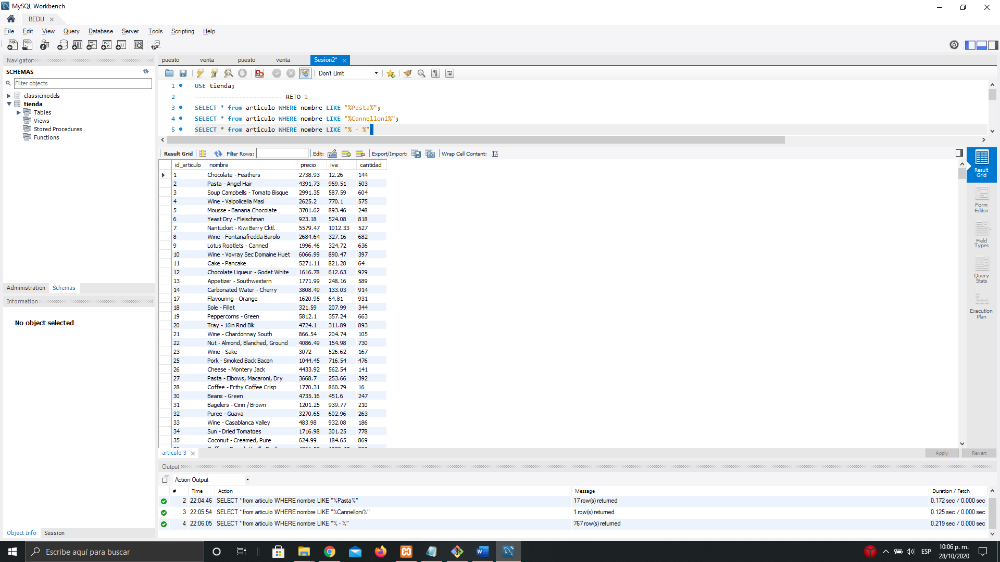 MySQL Workbench
BEDU
File Edit View Query Database Server Tools Scripting Help
Navigator
SCHEMAS
Filter objects
classicmodels
tienda
Tables
Views
Stored Procedures
Functions
Administration Schemas
Information
No object selected
Object Info Session
puesto venta puesto venta Sesion2*
Don't Limit
1 USE tienda;
2 ------------------------ RETO 1
3 SELECT * from articulo WHERE nombre LIKE "%Pasta%";
4 SELECT * from articulo WHERE nombre LIKE "%Cannelloni%";
5 SELECT * from articulo WHERE nombre LIKE "% - %";
Result Grid Filter Rows: Edit: Export/Import: Wrap Cell Content:
id_articulo nombre precio iva cantidad
1 Chocolate - Feathers 2738.93 12.26 144
2 Pasta - Angel Hair 4391.73 959.51 503
3 Soup Campbells - Tomato Bisque 2991.35 587.59 604
4 Wine - Valpolicella Masi 2625.2 770.1 575
5 Mousse - Banana Chocolate 3701.62 893.46 248
6 Yeast Dry - Fleischman 923.18 524.08 818
7 Nantucket - Kiwi Berry Cktl. 5579.47 1012.33 527
8 Wine - Fontanafredda Barolo 2684.64 327.16 682
9 Lotus Rootlets - Canned 1996.46 324.72 636
10 Wine - Vovray Sec Domaine Huet 6066.99 890.47 397
11 Cake - Pancake 5271.11 821.28 64
12 Chocolate Liqueur - Godet White 1616.78 612.63 929
13 Appetizer - Southwestern 1771.99 248.16 589
14 Carbonated Water - Cherry 3808.49 133.03 914
17 Flavouring - Orange 1620.95 64.81 931
18 Sole - Fillet 321.59 207.99 344
19 Peppercorns - Green 5812.1 357.24 663
20 Tray - 16in Rnd Blk 4724.1 311.89 893
21 Wine - Chardonnay South 866.54 204.74 105
22 Nut - Almond, Blanched, Ground 4086.49 154.98 730
23 Wine - Sake 3072 526.62 167
25 Pork - Smoked Back Bacon 1044.45 716.54 476
26 Cheese - Montery Jack 4433.92 562.54 141
27 Pasta - Elbows, Macaroni, Dry 3668.7 253.66 392
28 Coffee - Frthy Coffee Crisp 1770.31 860.79 16
30 Beans - Green 4735.16 451.6 247
31 Bagelers - Cinn / Brown 1201.25 939.77 210
32 Puree - Guava 3270.65 602.96 263
33 Wine - Casablanca Valley 483.98 932.08 186
34 Sun - Dried Tomatoes 1716.98 301.25 778
35 Coconut - Creamed, Pure 624.99 184.65 869
Result Grid
Form Editor
Field Types
Query Stats
Execution Plan
articulo 3
Apply Revert
Output
Action Output
# Time Action Message Duration / Fetch
2 22:04:46 SELECT * from articulo WHERE nombre LIKE "%Pasta%" 17 row(s) returned 0.172 sec / 0.000 sec
3 22:05:54 SELECT * from articulo WHERE nombre LIKE "%Cannelloni%" 1 row(s) returned 0.125 sec / 0.000 sec
4 22:06:05 SELECT * from articulo WHERE nombre LIKE "% - %" 767 row(s) returned 0.219 sec / 0.000 sec
Escribe aquí para buscar
ESP
10:06 p. m.
28/10/2020